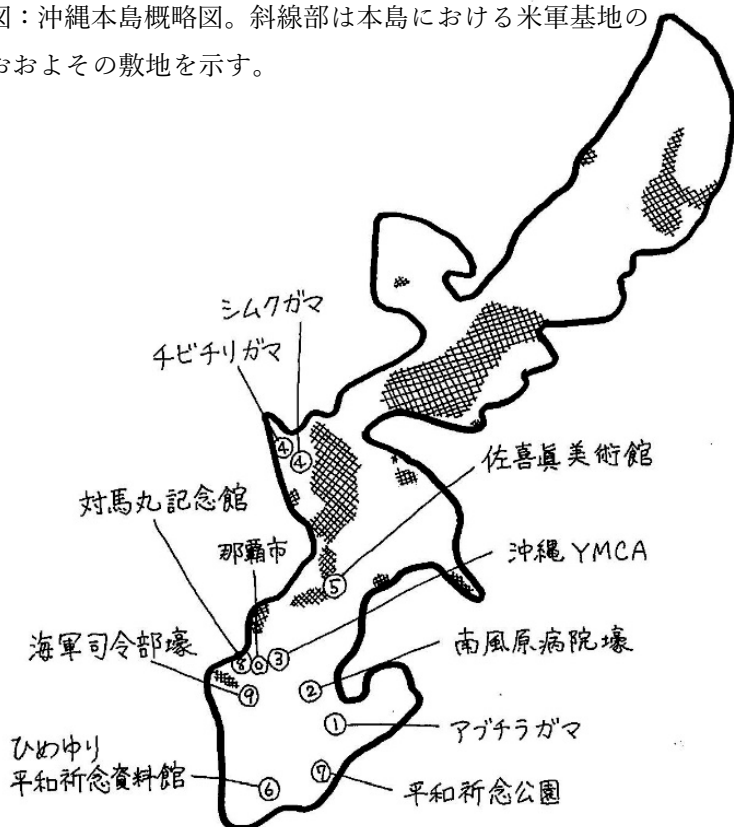 図：沖縄本島概略図。斜線部は本島における米軍基地の
おおよその敷地を示す。
シムクガマ
チビチリガマ
④
④
佐喜眞美術館
対馬丸記念館
那覇市
沖縄 YMCA
⑤
海軍司令部壕
⑧
◎
③
南風原病院壕
⑨
②
①
アブチラガマ
ひめゆり
平和祈念資料館
⑥
⑦
平和祈念公園